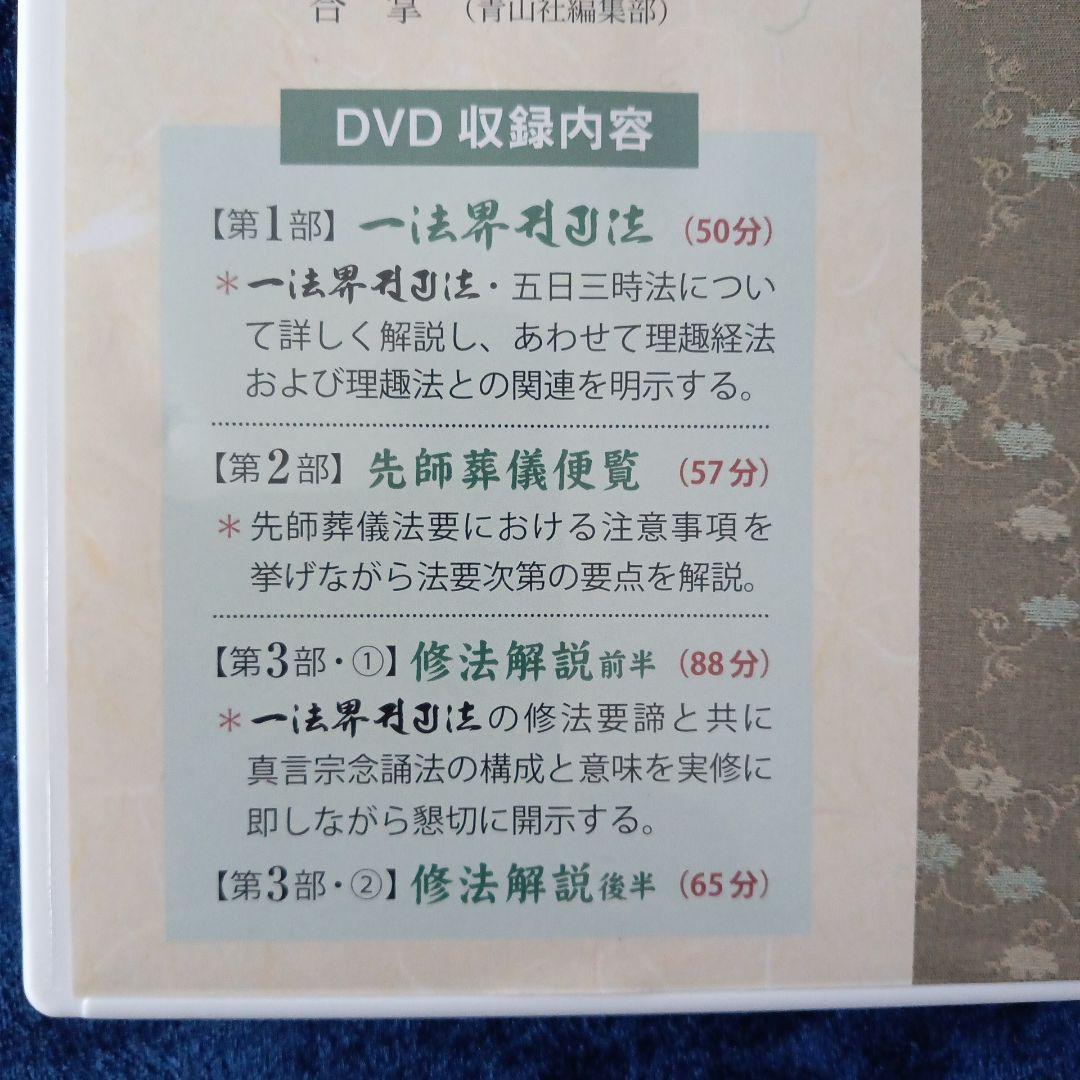 合掌 (青山社編集部)
DVD 収録内容
【第1部】一法界法 (50分)
＊一法界法・五日三時法につい
て詳しく解説し、あわせて理趣経法
および理趣法との関連を明示する。
【第2部】先師葬儀便覧 (57分)
＊先師葬儀法要における注意事項を
挙げながら法要次第の要点を解説。
【第3部・①】修法解説前半 (88分)
＊一法界法の修法要諦と共に
真言宗念誦法の構成と意味を実修に
即しながら懇切に開示する。
【第3部・②】修法解説後半 (65分)